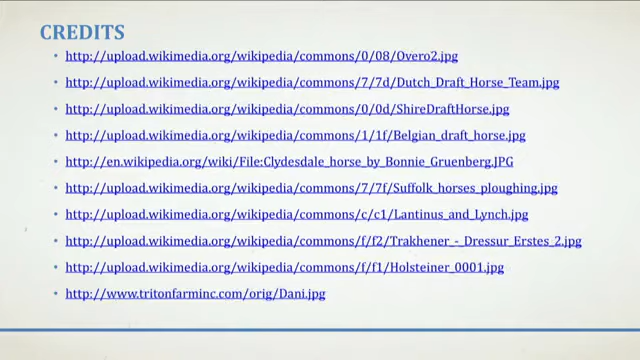 CREDITS
• http://upload.wikimedia.org/wikipedia/commons/0/08/Overo2.jpg
• http://upload.wikimedia.org/wikipedia/commons/7/7d/Dutch_Draft_Horse_Team.jpg
• http://upload.wikimedia.org/wikipedia/commons/0/0d/ShireDraftHorse.jpg
• http://upload.wikimedia.org/wikipedia/commons/1/1f/Belgian_draft_horse.jpg
• http://en.wikipedia.org/wiki/File:Clydesdale_horse_by_Bonnie_Gruenberg.JPG
• http://upload.wikimedia.org/wikipedia/commons/7/7f/Suffolk_horses_ploughing.jpg
• http://upload.wikimedia.org/wikipedia/commons/c/c1/Lantinus_and_Lynch.jpg
• http://upload.wikimedia.org/wikipedia/commons/f/f2/Trakhener_-_Dressur_Erstes_2.jpg
• http://upload.wikimedia.org/wikipedia/commons/f/f1/Holsteiner_0001.jpg
• http://www.tritonfarminc.com/orig/Dani.jpg